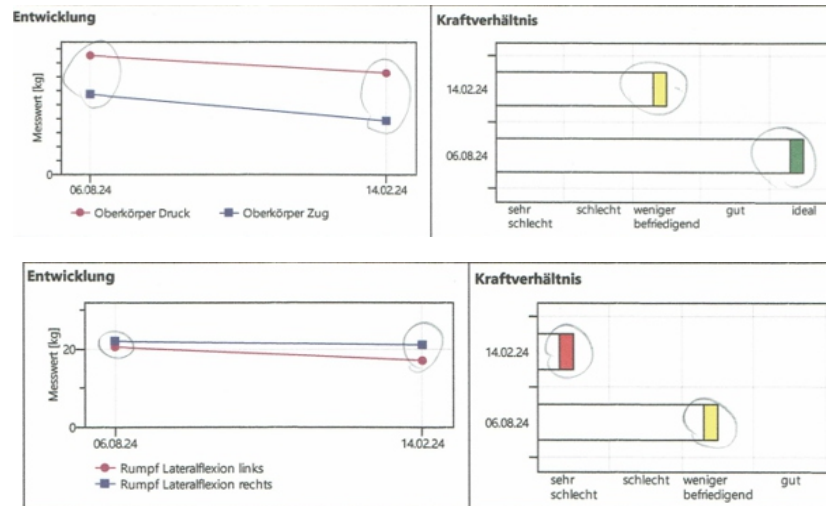 Entwicklung
Messwert [kg]
0
06.08.24
14.02.24
Oberkörper Druck
Oberkörper Zug
Kraftverhältnis
14.02.24
06.08.24
sehr schlecht
schlecht
weniger befriedigend
gut
ideal
Entwicklung
Messwert [kg]
20
0
06.08.24
14.02.24
Rumpf Lateralflexion links
Rumpf Lateralflexion rechts
Kraftverhältnis
14.02.24
06.08.24
sehr schlecht
schlecht
weniger befriedigend
gut